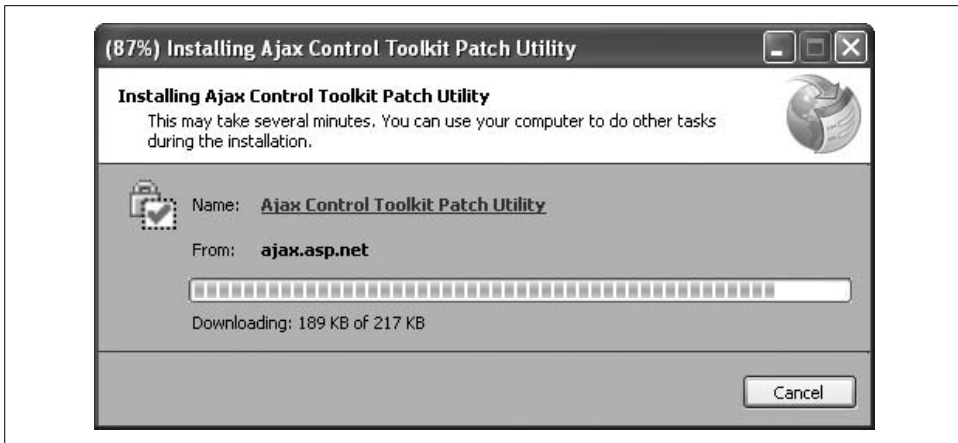 (87%) Installing Ajax Control Toolkit Patch Utility
Installing Ajax Control Toolkit Patch Utility
This may take several minutes. You can use your computer to do other tasks
during the installation.
Name: Ajax Control Toolkit Patch Utility
From: ajax.asp.net
Downloading: 189 KB of 217 KB
Cancel